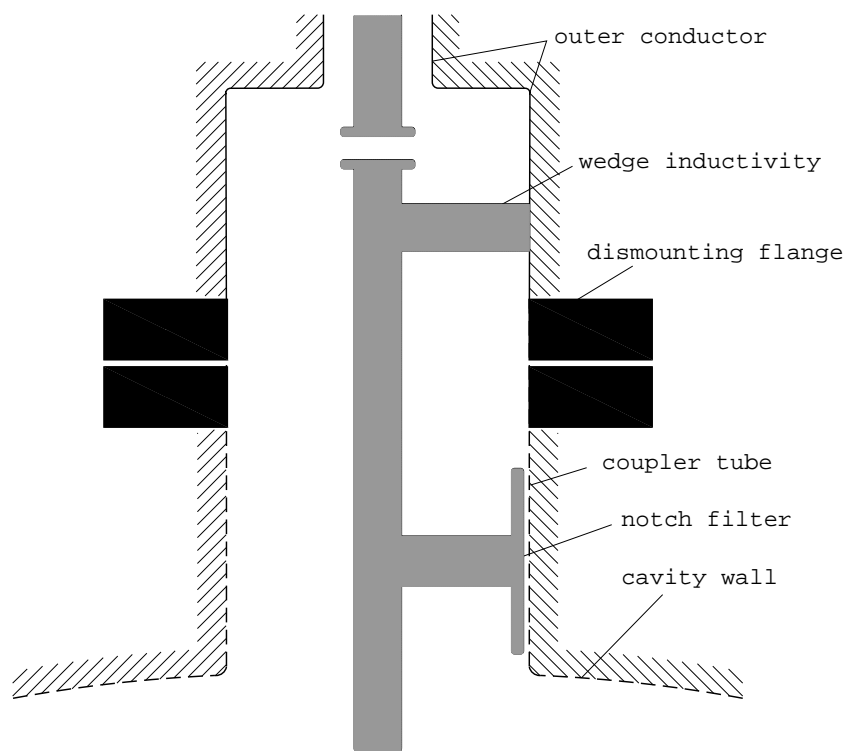 outer conductor
wedge inductivity
dismounting flange
coupler tube
notch filter
cavity wall